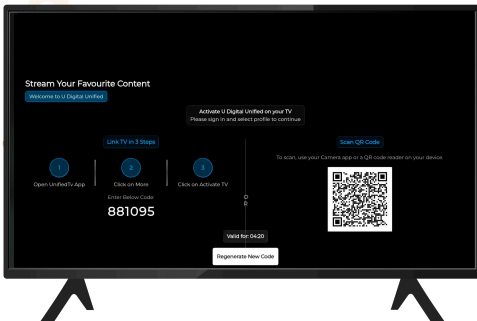 Stream Your Favourite Content
Welcome to U Digital Unified
Activate U Digital Unified on your TV
Please sign in and select profile to continue
Link TV in 3 Steps
1
2
3
Open UnifiedTv App
Click on More
Click on Activate TV
Enter Below Code
881095
O
R
Scan QR Code
To scan, use your Camera app or a QR code reader on your device.
Valid for: 04:20
Regenerate New Code